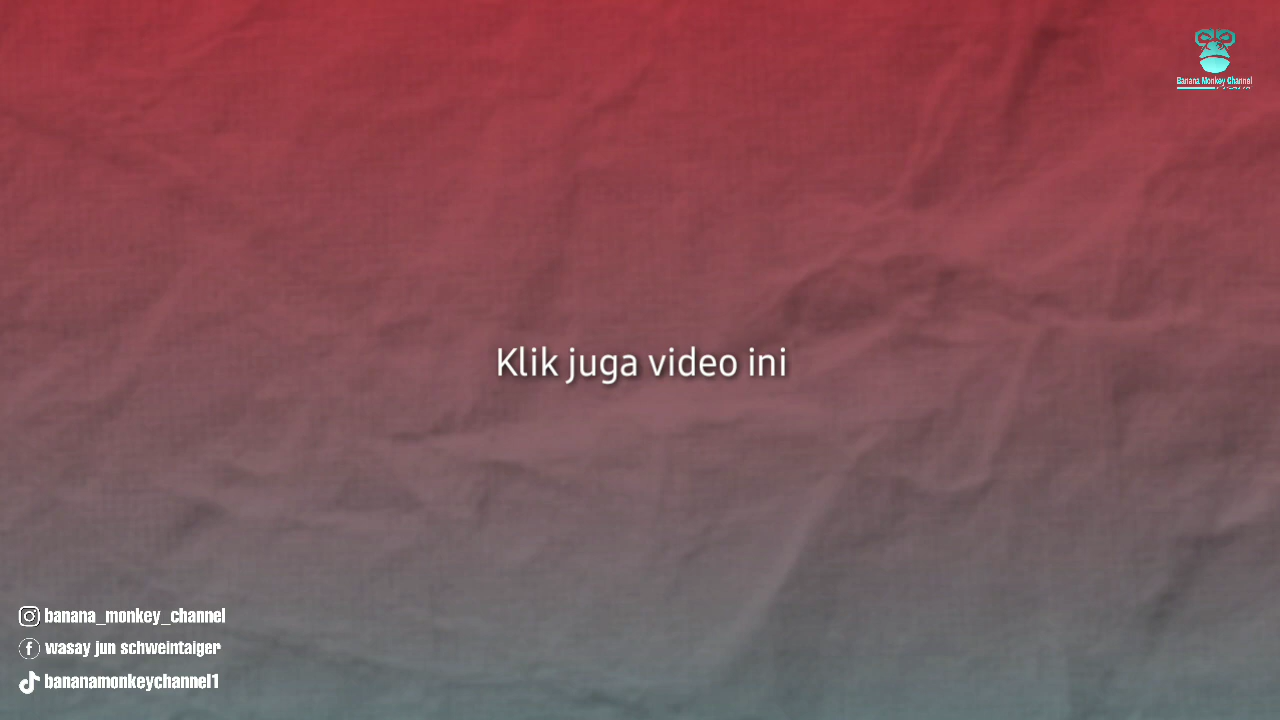 Banana Monkey Channel
Klik juga video ini
banana_monkey_channel
wasay jun schweintaiger
bananamonkeychannel1